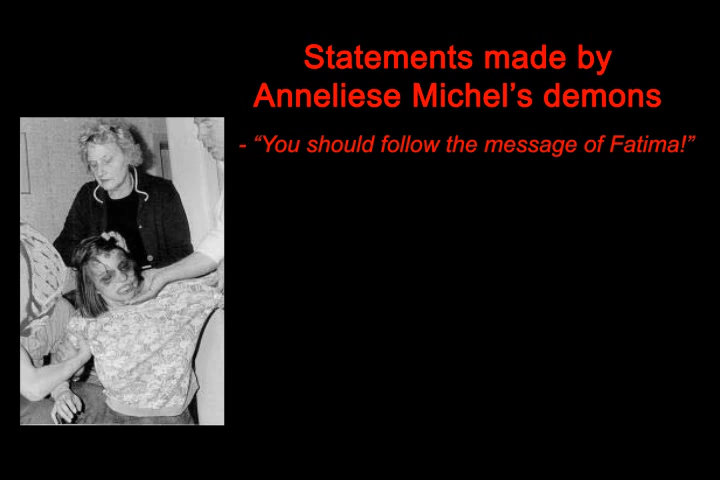 Statements made by
Anneliese Michel’s demons
- “You should follow the message of Fatima!”